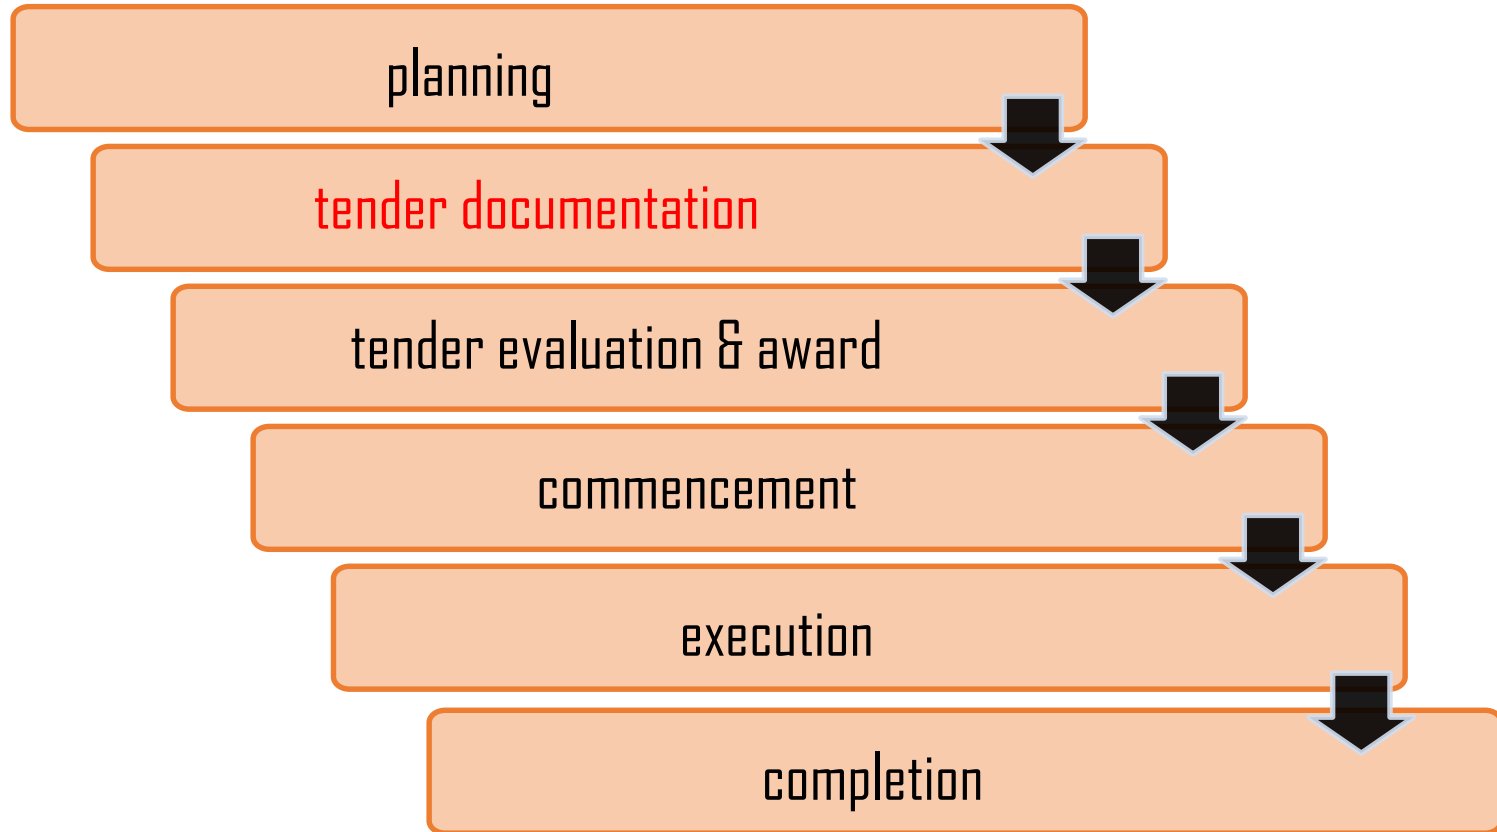 planning
tender documentation
tender evaluation & award
commencement
execution
completion